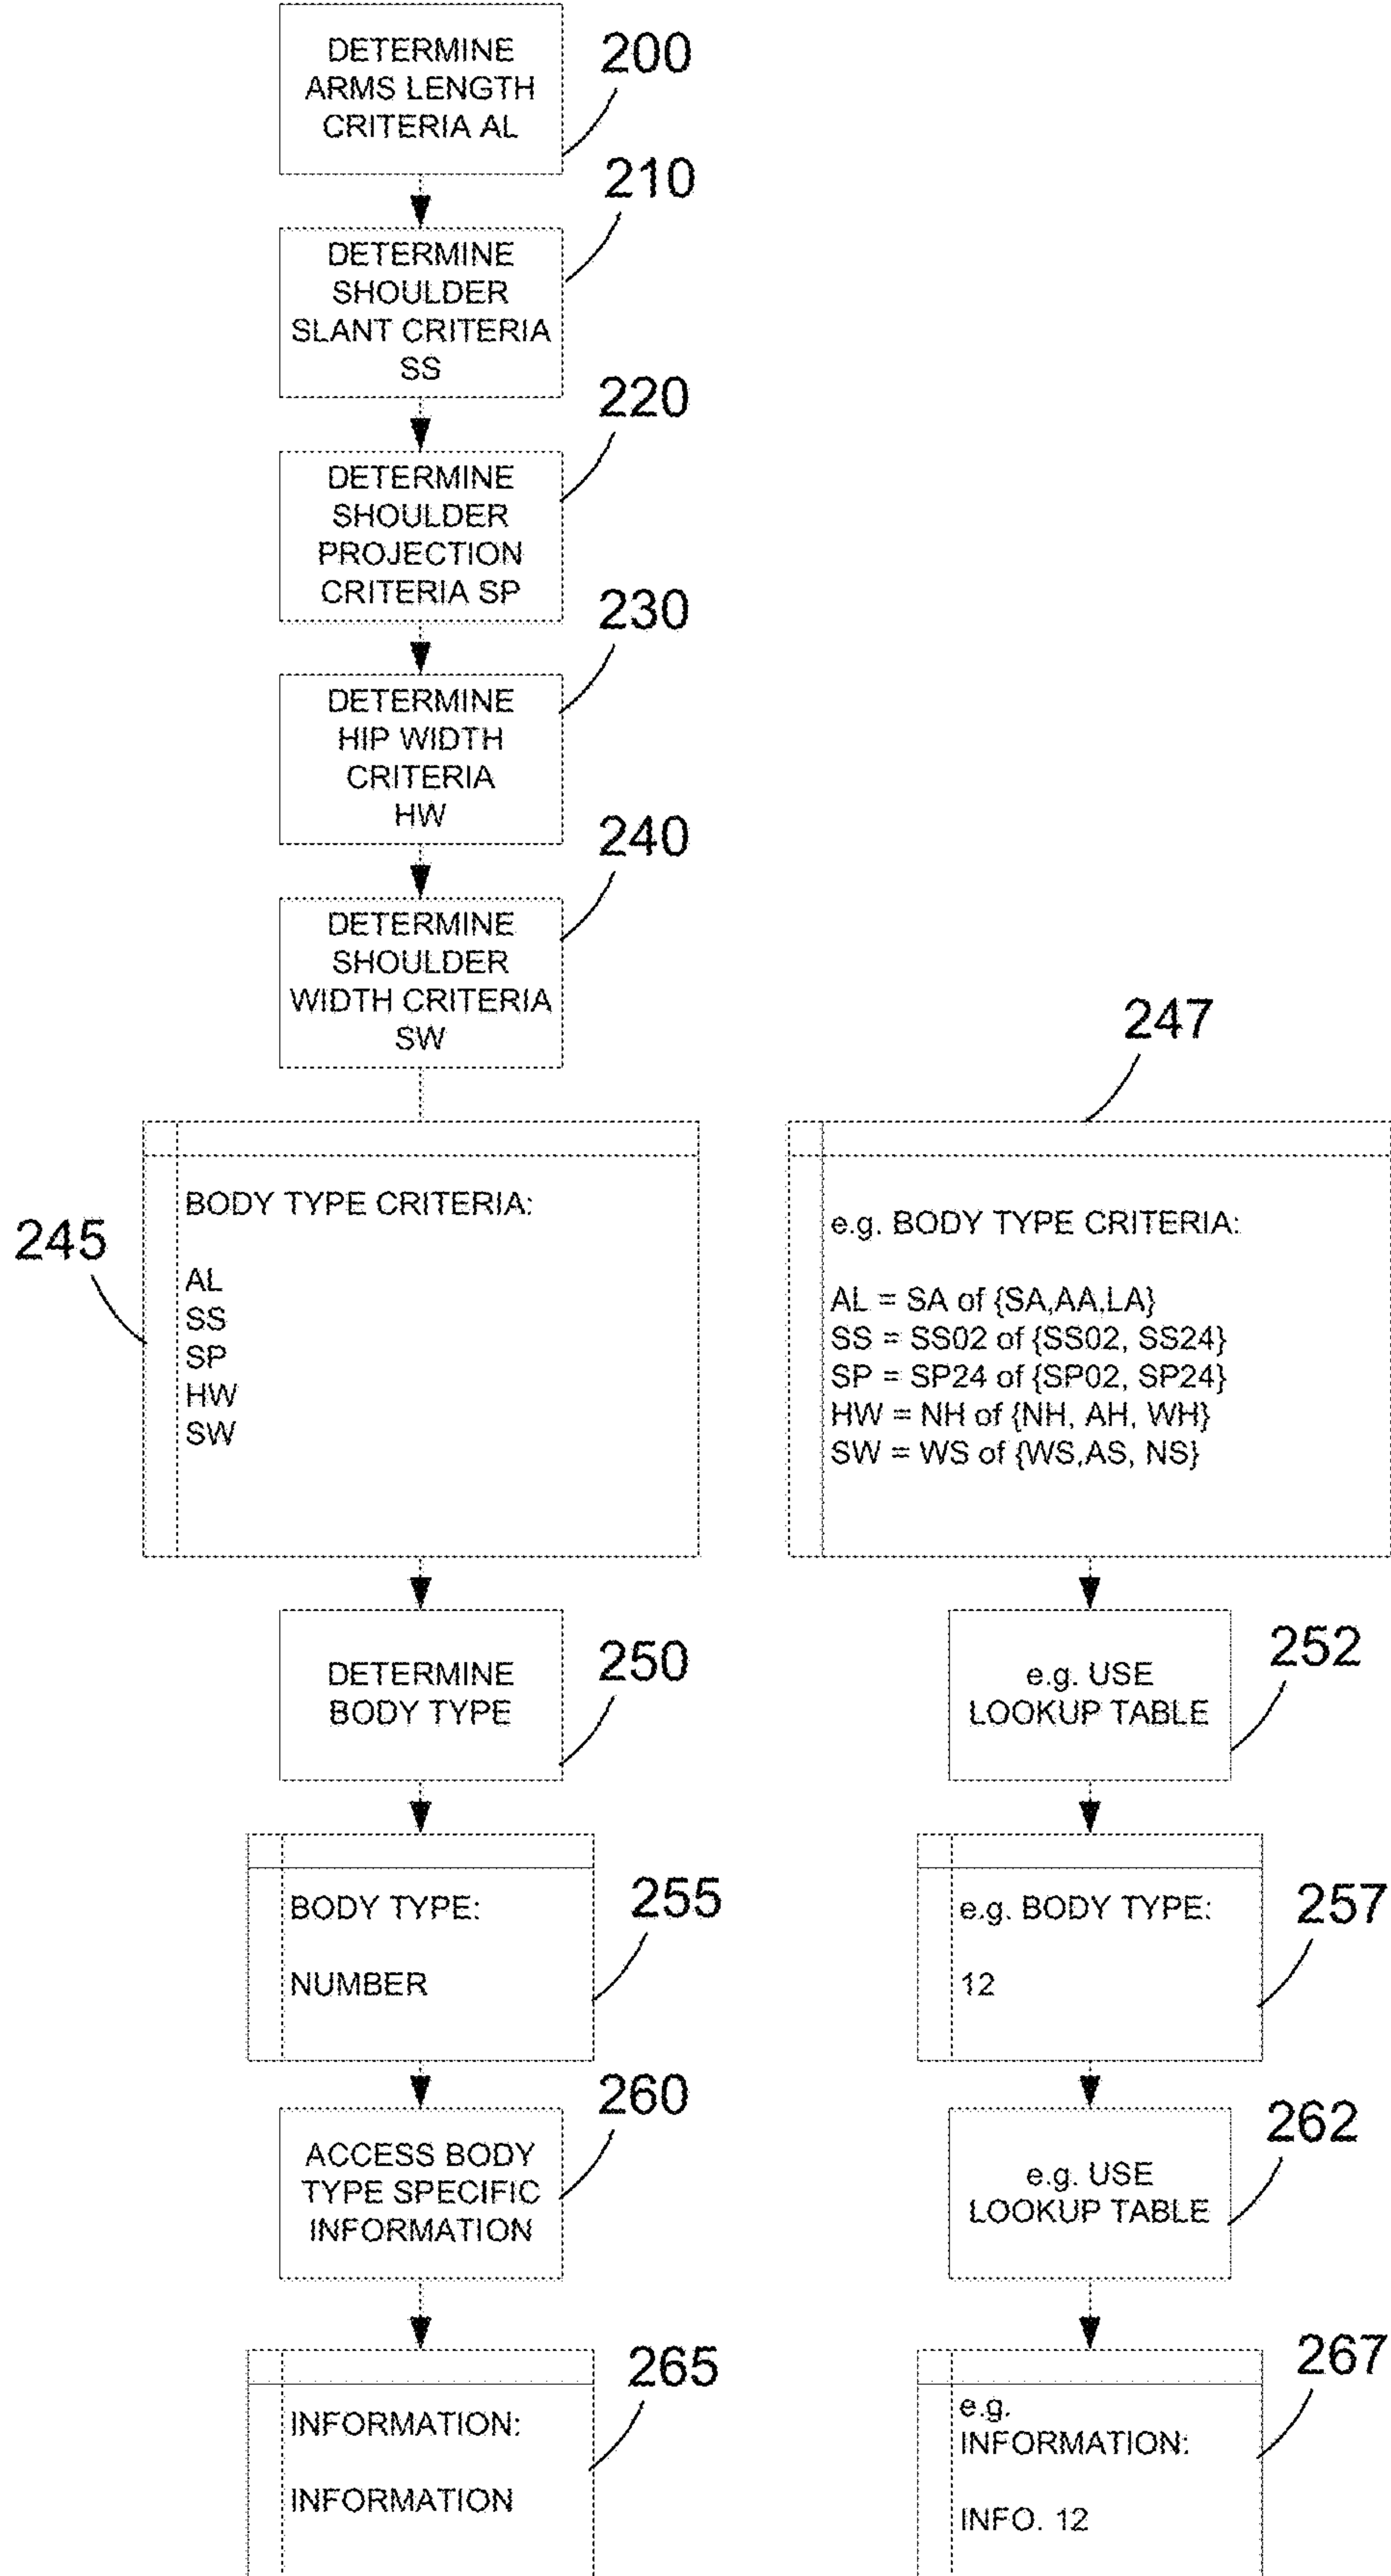 DETERMINE
ARMS LENGTH
CRITERIA AL
200
DETERMINE
SHOULDER
SLANT CRITERIA
SS
210
DETERMINE
SHOULDER
PROJECTION
CRITERIA SP
220
DETERMINE
HIP WIDTH
CRITERIA
HW
230
DETERMINE
SHOULDER
WIDTH CRITERIA
SW
240
245
BODY TYPE CRITERIA:
AL
SS
SP
HW
SW
247
e.g. BODY TYPE CRITERIA:
AL = SA of {SA,AA,LA}
SS = SS02 of {SS02, SS24}
SP = SP24 of {SP02, SP24}
HW = NH of {NH, AH, WH}
SW = WS of {WS,AS, NS}
DETERMINE
BODY TYPE
250
e.g. USE
LOOKUP TABLE
252
BODY TYPE:
NUMBER
255
e.g. BODY TYPE:
12
257
ACCESS BODY
TYPE SPECIFIC
INFORMATION
260
e.g. USE
LOOKUP TABLE
262
INFORMATION:
INFORMATION
265
e.g.
INFORMATION:
INFO. 12
267